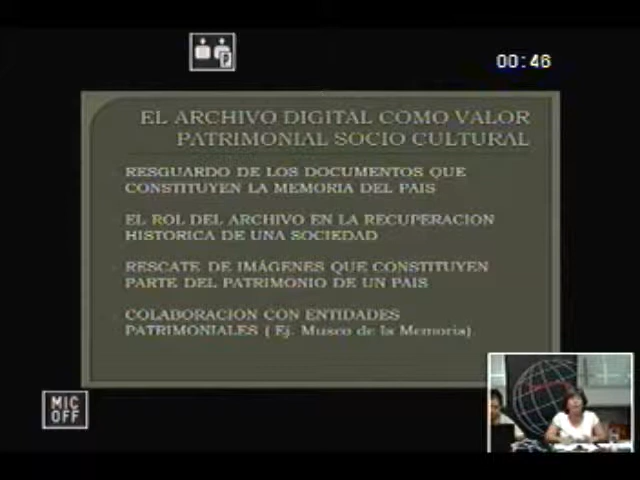 00:46
EL ARCHIVO DIGITAL COMO VALOR
PATRIMONIAL SOCIO CULTURAL
RESGUARDO DE LOS DOCUMENTOS QUE
CONSTITUYEN LA MEMORIA DEL PAIS
EL ROL DEL ARCHIVO EN LA RECUPERACION
HISTORICA DE UNA SOCIEDAD
RESCATE DE IMÁGENES QUE CONSTITUYEN
PARTE DEL PATRIMONIO DE UN PAIS
COLABORACION CON ENTIDADES
PATRIMONIALES ( Ej. Museo de la Memoria).
MIC
OFF